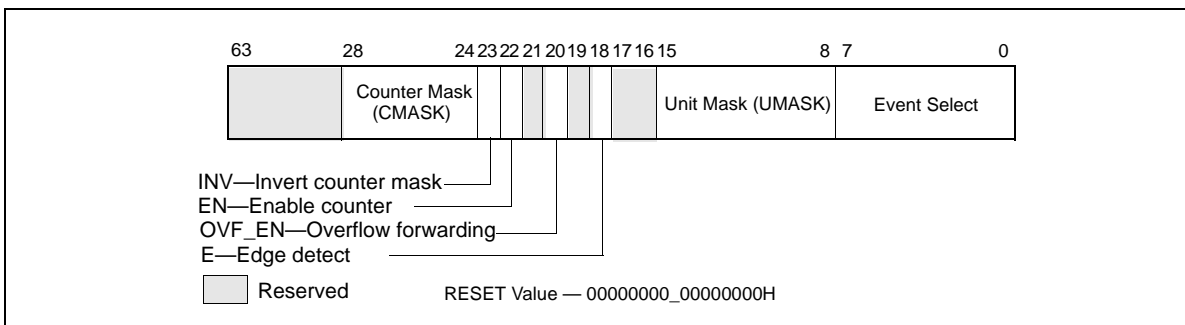 63 28 24 23 22 21 20 19 18 17 16 15 8 7 0
Counter Mask
(CMASK)
Unit Mask (UMASK)
Event Select
INV—Invert counter mask
EN—Enable counter
OVF_EN—Overflow forwarding
E—Edge detect
Reserved
RESET Value — 00000000_00000000H